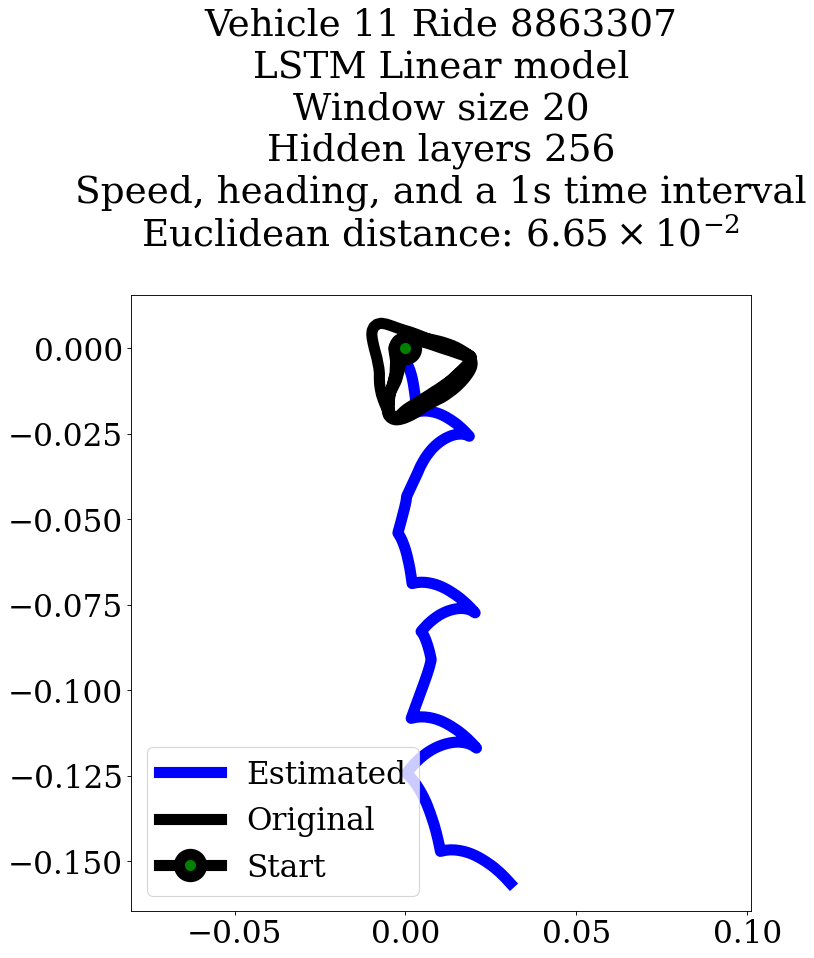 Vehicle 11 Ride 8863307
LSTM Linear model
Window size 20
Hidden layers 256
Speed, heading, and a 1s time interval
Euclidean distance: 6.65 × 10⁻²
0.000
−0.025
−0.050
−0.075
−0.100
−0.125
−0.150
Estimated
Original
Start
−0.05
0.00
0.05
0.10